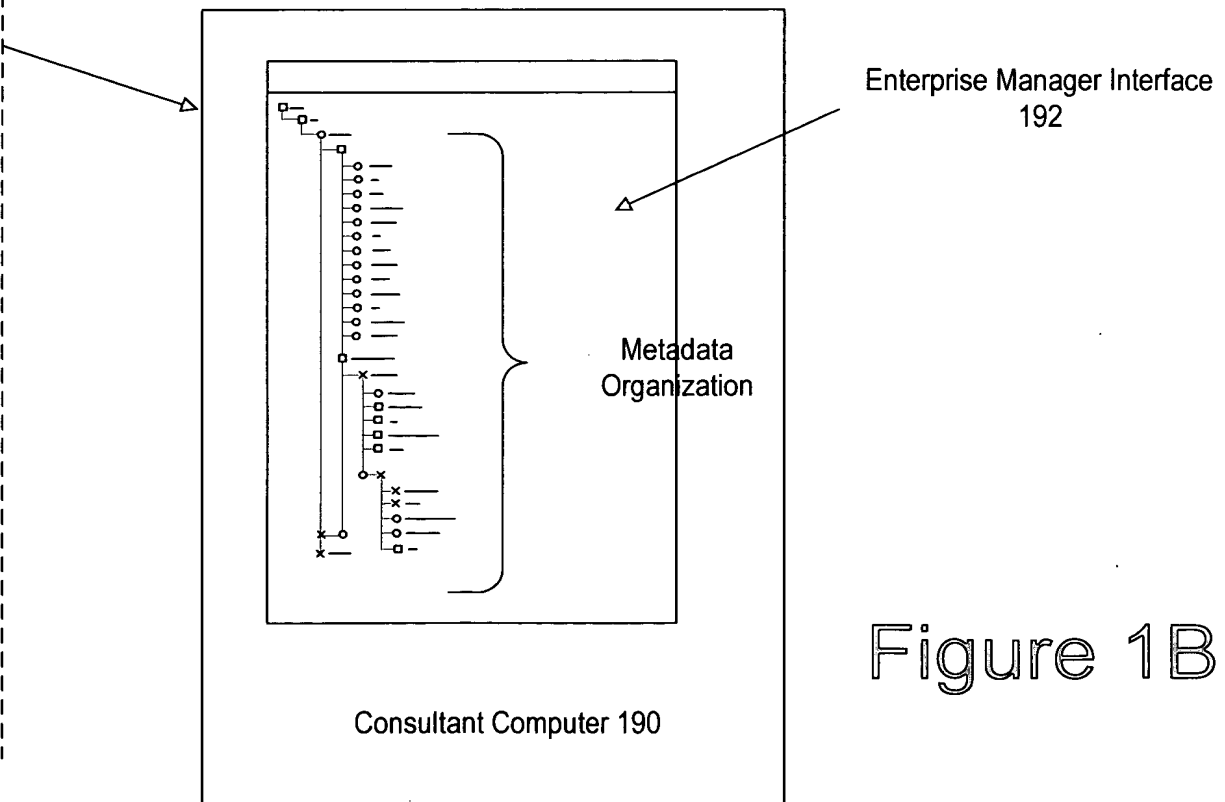 Enterprise Manager Interface
192
Metadata
Organization
Figure 1B
Consultant Computer 190